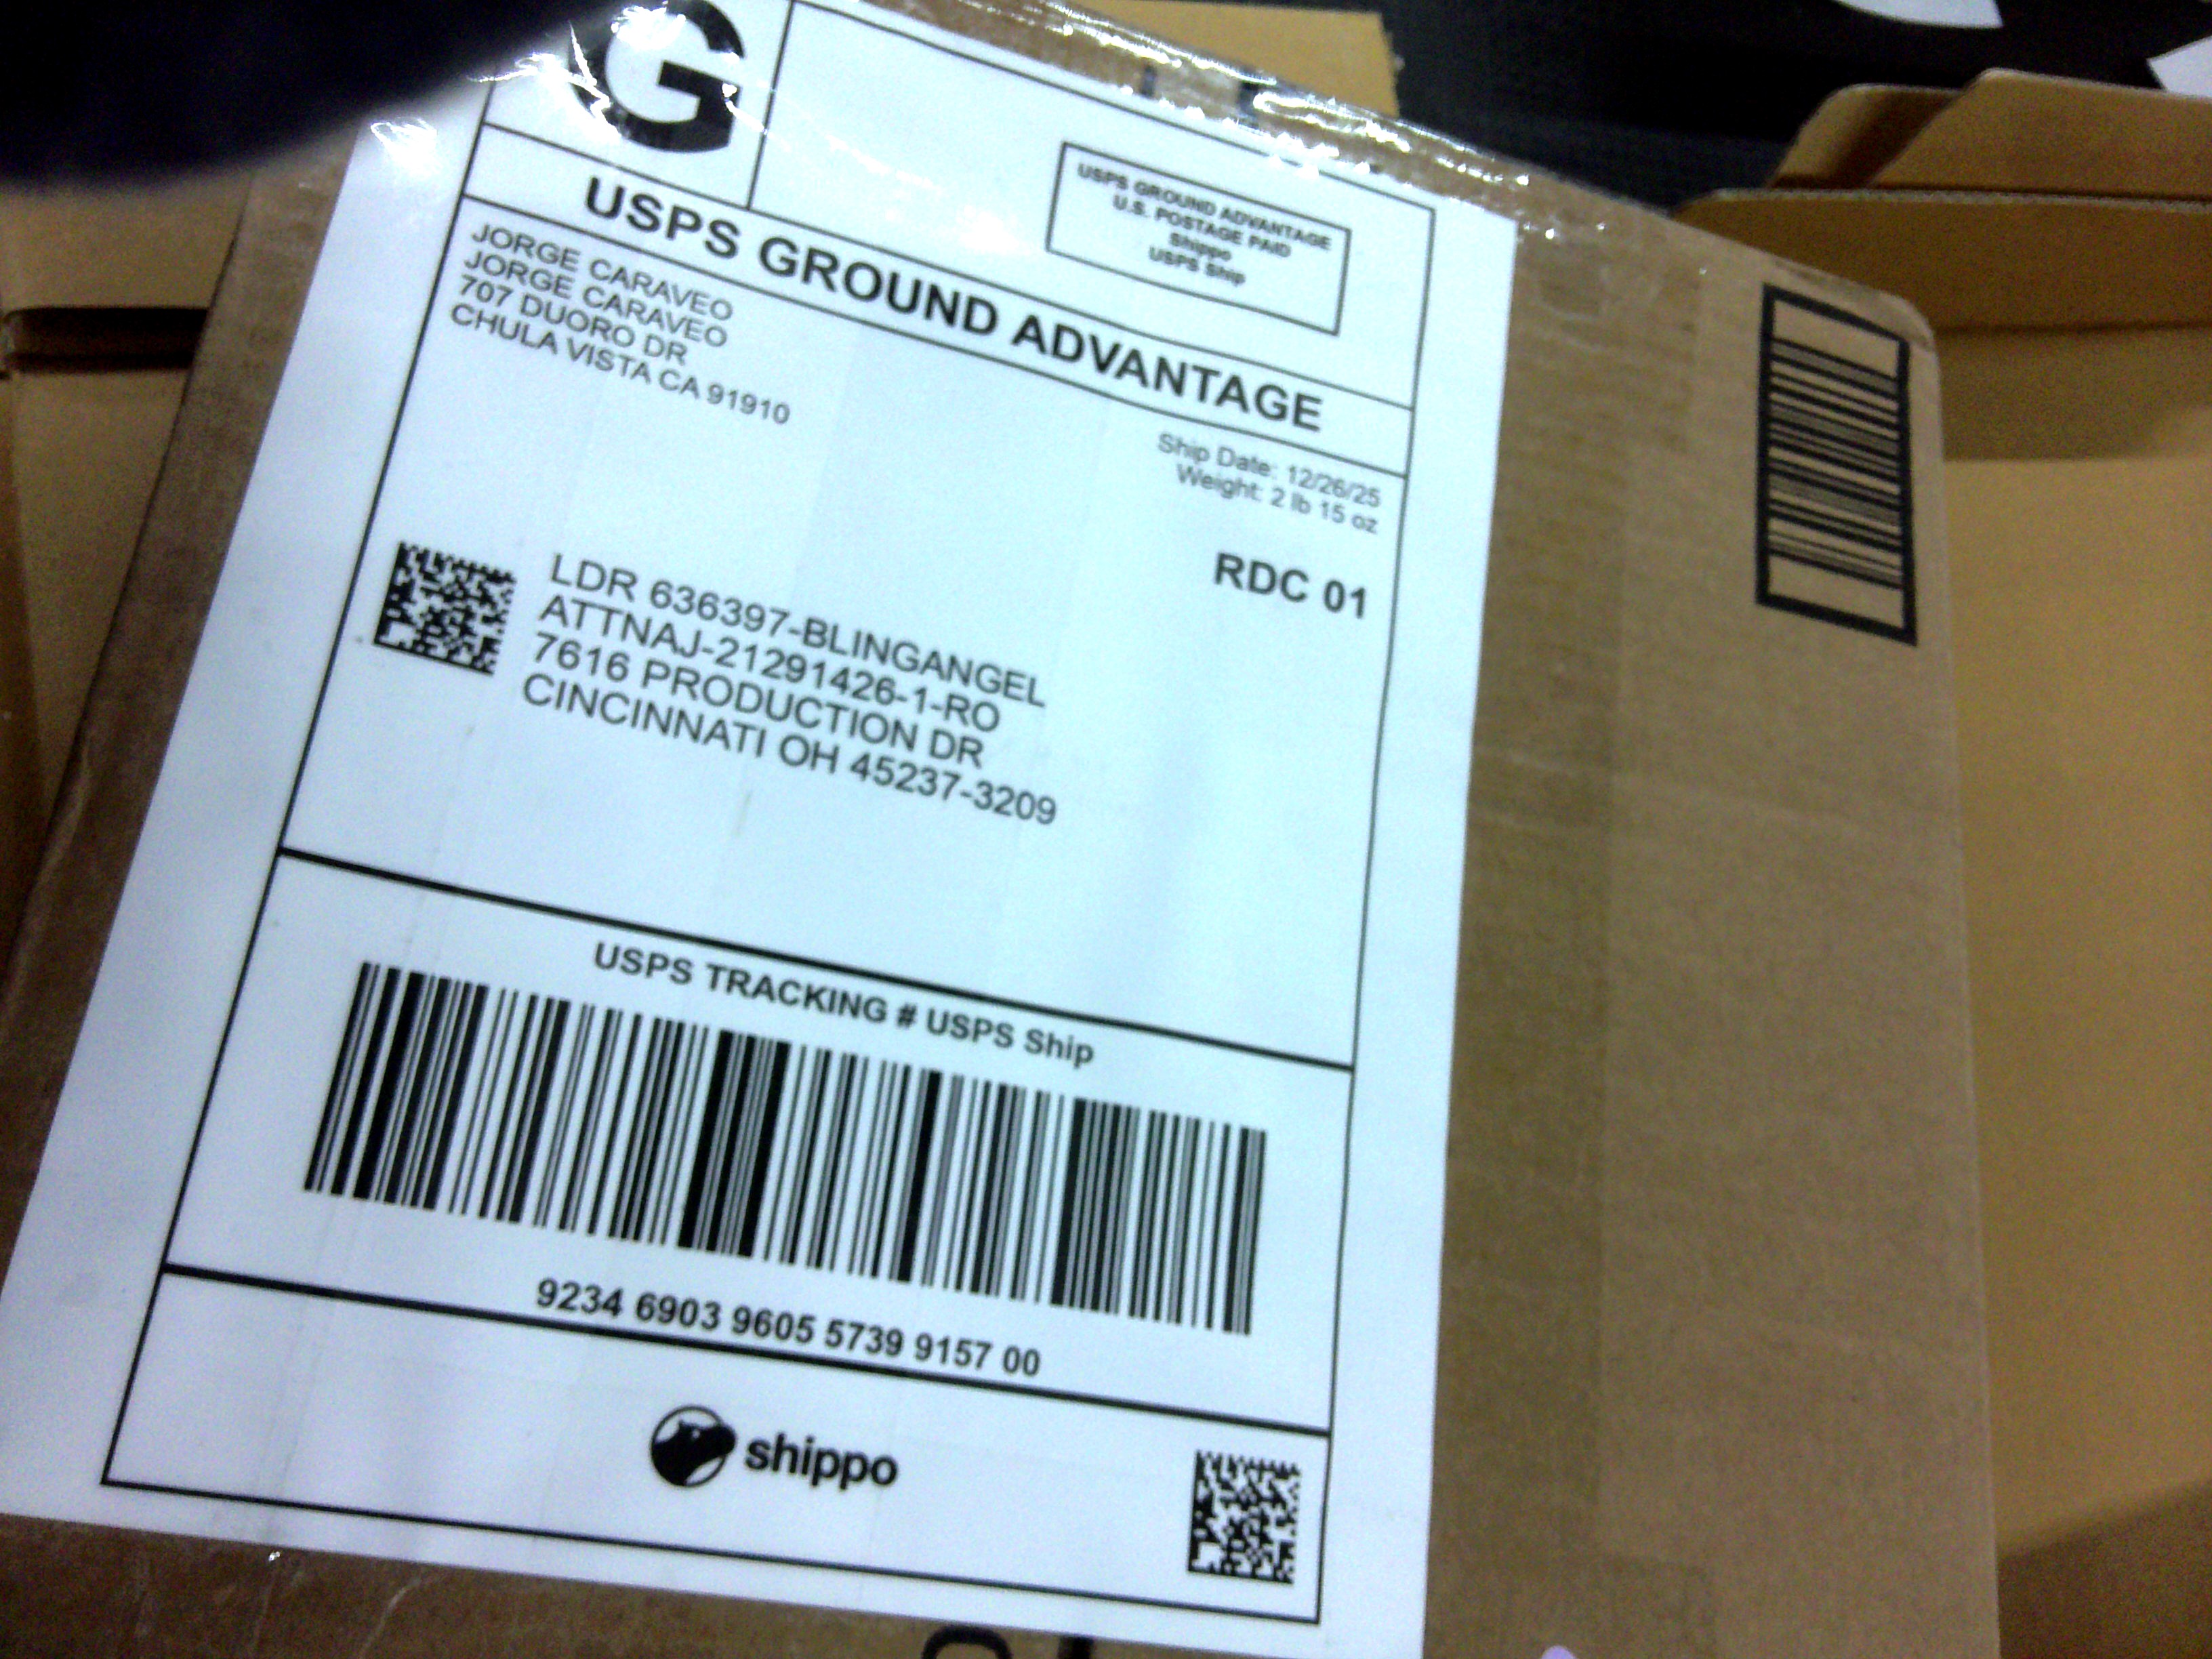 G
USPS GROUND ADVANTAGE
U.S. POSTAGE PAID
Shippo
USPS Ship
USPS GROUND ADVANTAGE
JORGE CARAVEO
JORGE CARAVEO
707 DUORO DR
CHULA VISTA CA 91910
Ship Date: 12/26/25
Weight: 2 lb 15 oz
RDC 01
LDR 636397-BLINGANGEL
ATTNAJ-21291426-1-RO
7616 PRODUCTION DR
CINCINNATI OH 45237-3209
USPS TRACKING # USPS Ship
9234 6903 9605 5739 9157 00
shippo